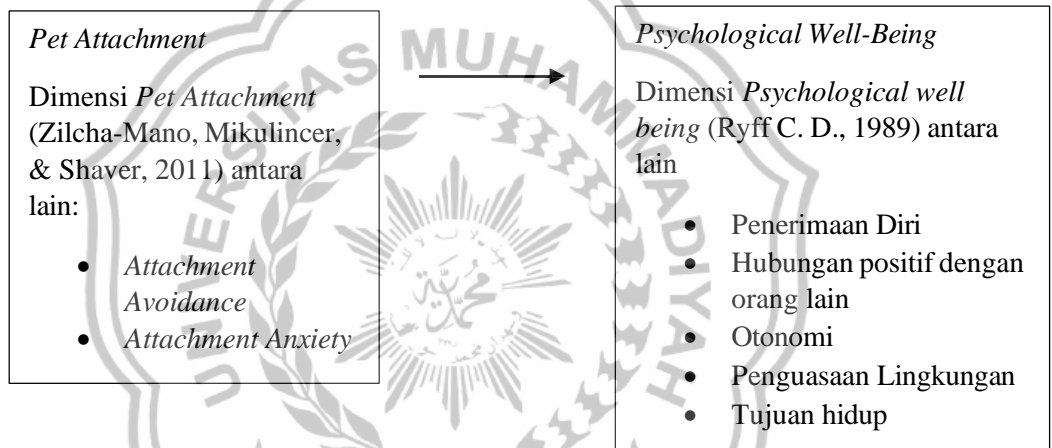 Pet Attachment
Dimensi Pet Attachment
(Zilcha-Mano, Mikulincer,
& Shaver, 2011) antara
lain:
• Attachment
Avoidance
• Attachment Anxiety
Psychological Well-Being
Dimensi Psychological well
being (Ryff C. D., 1989) antara
lain
• Penerimaan Diri
• Hubungan positif dengan
orang lain
• Otonomi
• Penguasaan Lingkungan
• Tujuan hidup
UNIVERSITAS MUHAMMADIYAH